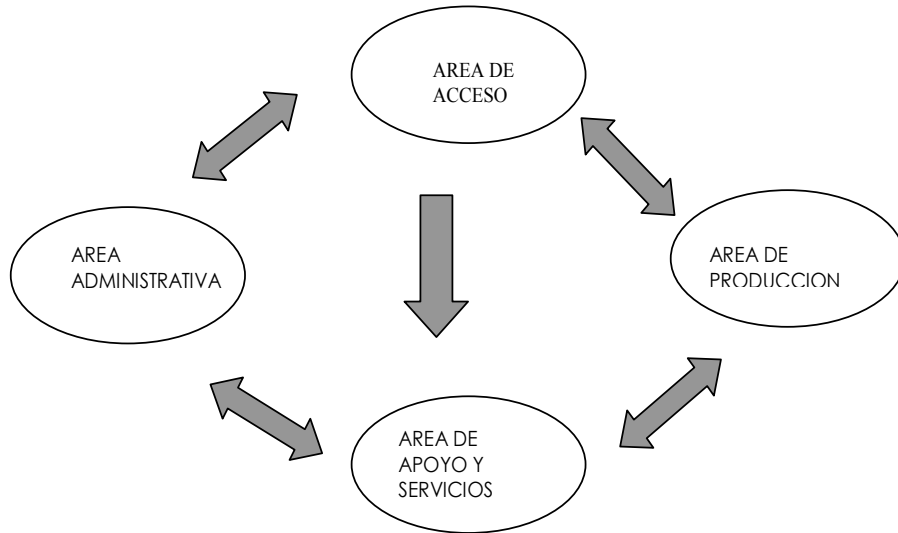 AREA DE
ACCESO
AREA
ADMINISTRATIVA
AREA DE
PRODUCCION
AREA DE
APOYO Y
SERVICIOS